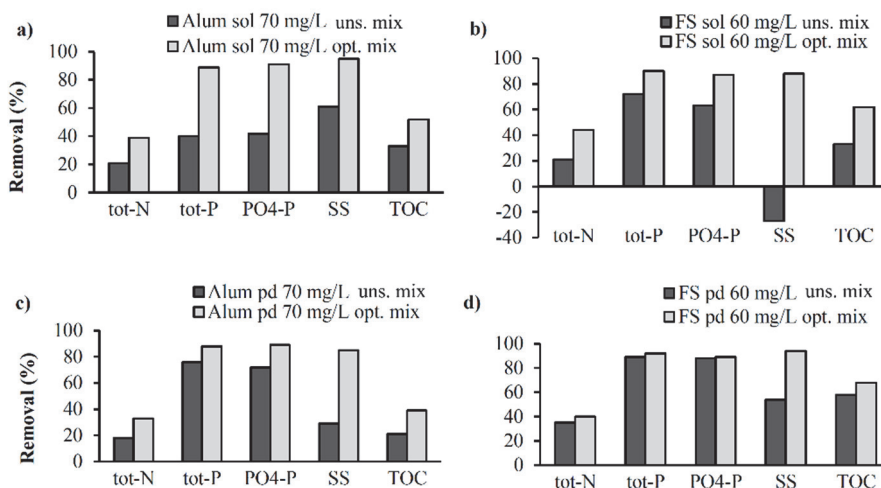 a)
Alum sol 70 mg/L uns. mix
Alum sol 70 mg/L opt. mix
Removal (%)
100
80
60
40
20
0
tot-N tot-P PO4-P SS TOC
b)
FS sol 60 mg/L uns. mix
FS sol 60 mg/L opt. mix
100
80
60
40
20
0
-20
-40
tot-N tot-P PO4-P SS TOC
c)
Alum pd 70 mg/L uns. mix
Alum pd 70 mg/L opt. mix
Removal (%)
100
80
60
40
20
0
tot-N tot-P PO4-P SS TOC
d)
FS pd 60 mg/L uns. mix
FS pd 60 mg/L opt. mix
100
80
60
40
20
0
tot-N tot-P PO4-P SS TOC